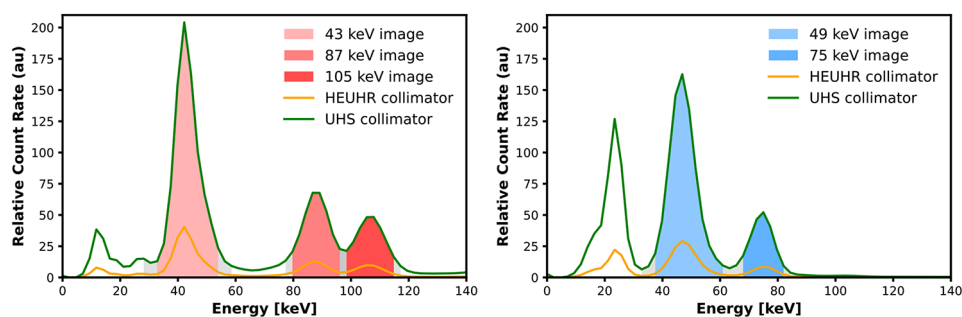 200
175
150
125
100
75
50
25
0
Relative Count Rate (au)
43 keV image
87 keV image
105 keV image
HEUHR collimator
UHS collimator
0 20 40 60 80 100 120 140
Energy [keV]
200
175
150
125
100
75
50
25
0
Relative Count Rate (au)
49 keV image
75 keV image
HEUHR collimator
UHS collimator
0 20 40 60 80 100 120 140
Energy [keV]